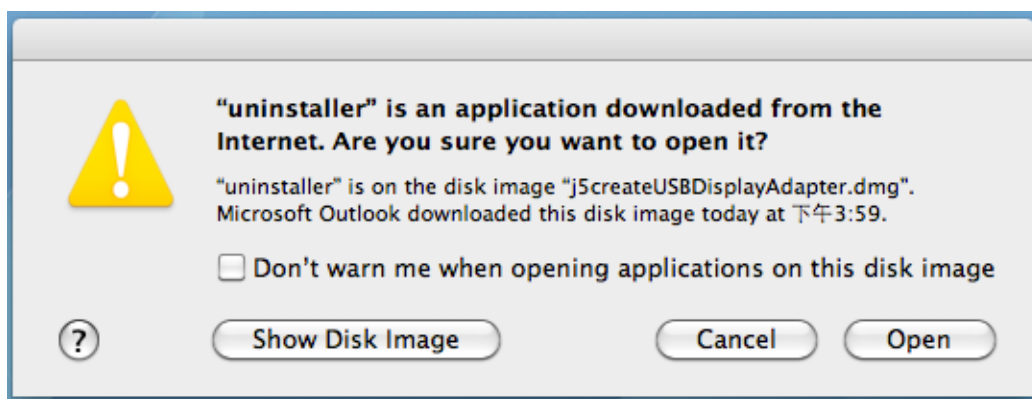 “uninstaller” is an application downloaded from the
Internet. Are you sure you want to open it?
“uninstaller” is on the disk image “j5createUSBDisplayAdapter.dmg”.
Microsoft Outlook downloaded this disk image today at 下午3:59.
Don’t warn me when opening applications on this disk image
?
Show Disk Image
Cancel
Open